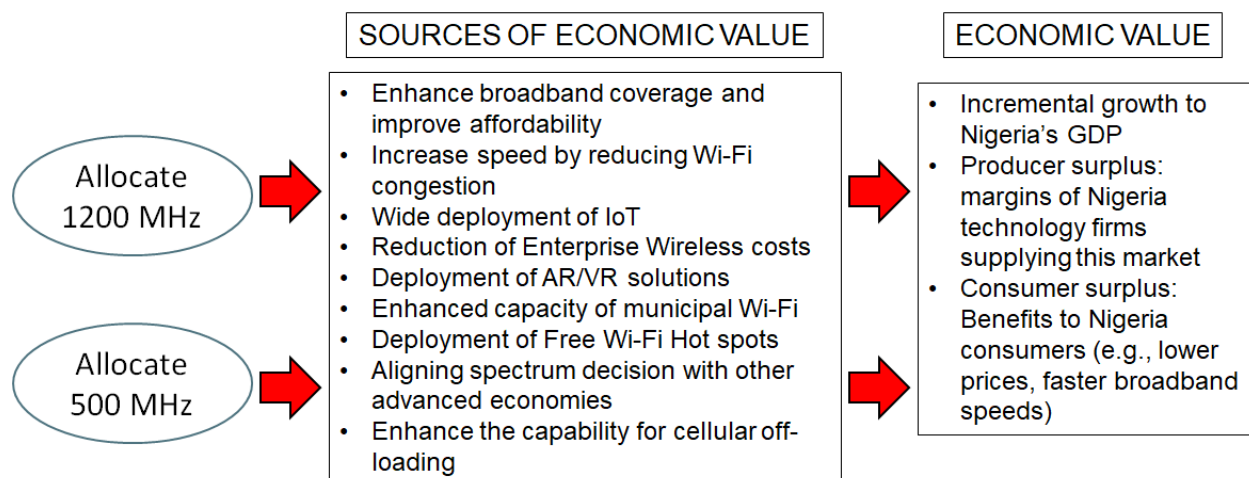 SOURCES OF ECONOMIC VALUE
ECONOMIC VALUE
Allocate
1200 MHz
Allocate
500 MHz
• Enhance broadband coverage and
improve affordability
• Increase speed by reducing Wi-Fi
congestion
• Wide deployment of IoT
• Reduction of Enterprise Wireless costs
• Deployment of AR/VR solutions
• Enhanced capacity of municipal Wi-Fi
• Deployment of Free Wi-Fi Hot spots
• Aligning spectrum decision with other
advanced economies
• Enhance the capability for cellular off-
loading
• Incremental growth to
Nigeria’s GDP
• Producer surplus:
margins of Nigeria
technology firms
supplying this market
• Consumer surplus:
Benefits to Nigeria
consumers (e.g., lower
prices, faster broadband
speeds)